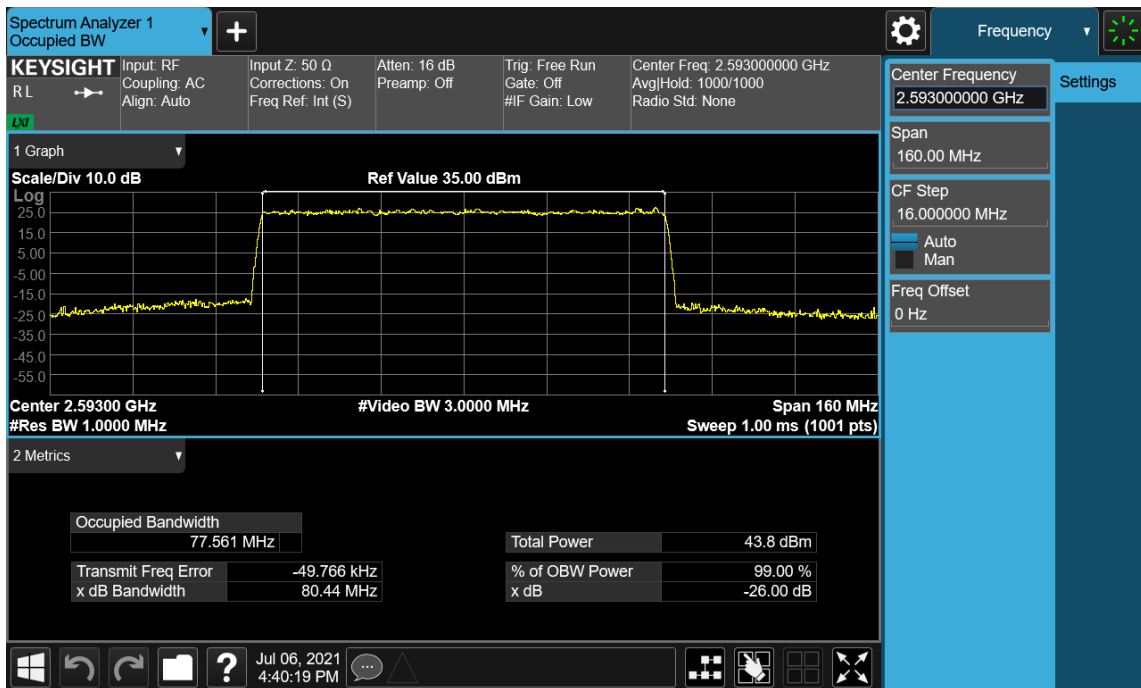 Spectrum Analyzer 1
Occupied BW
Frequency
KEYSIGHT
R L
LXI
Input: RF
Coupling: AC
Align: Auto
Input Z: 50 Ω
Corrections: On
Freq Ref: Int (S)
Atten: 16 dB
Preamp: Off
Trig: Free Run
Gate: Off
#IF Gain: Low
Center Freq: 2.593000000 GHz
Avg|Hold: 1000/1000
Radio Std: None
Center Frequency
2.593000000 GHz
Settings
Span
160.00 MHz
CF Step
16.000000 MHz
Auto
Man
Freq Offset
0 Hz
1 Graph
Scale/Div 10.0 dB
Ref Value 35.00 dBm
Log
25.0
15.0
5.00
-5.00
-15.0
-25.0
-35.0
-45.0
-55.0
Center 2.59300 GHz
#Video BW 3.0000 MHz
Span 160 MHz
#Res BW 1.0000 MHz
Sweep 1.00 ms (1001 pts)
2 Metrics
Occupied Bandwidth
77.561 MHz
Total Power 43.8 dBm
Transmit Freq Error -49.766 kHz
% of OBW Power 99.00 %
x dB Bandwidth 80.44 MHz
x dB -26.00 dB
?
Jul 06, 2021
4:40:19 PM